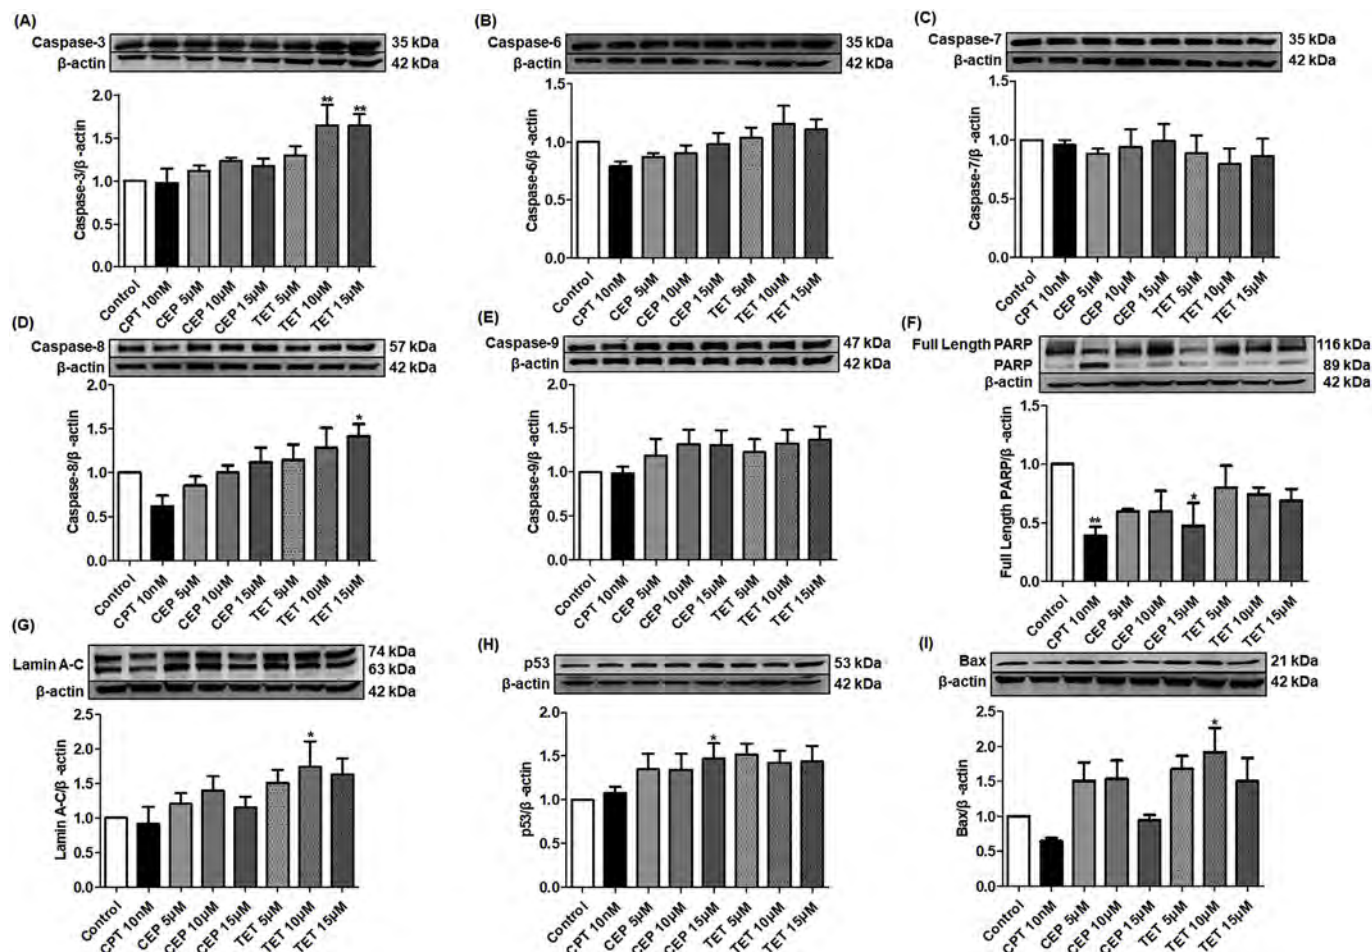 (A)
Caspase-3 35 kDa
β-actin 42 kDa
Caspase-3/β -actin
2.0
1.5
1.0
0.5
0.0
** **
Control CPT 10nM CEP 5μM CEP 10μM CEP 15μM TET 5μM TET 10μM TET 15μM
(B)
Caspase-6 35 kDa
β-actin 42 kDa
Caspase-6/β -actin
1.5
1.0
0.5
0.0
Control CPT 10nM CEP 5μM CEP 10μM CEP 15μM TET 5μM TET 10μM TET 15μM
(C)
Caspase-7 35 kDa
β-actin 42 kDa
Caspase-7/β -actin
1.5
1.0
0.5
0.0
Control CPT 10nM CEP 5μM CEP 10μM CEP 15μM TET 5μM TET 10μM TET 15μM
(D)
Caspase-8 57 kDa
β-actin 42 kDa
Caspase-8/β -actin
2.0
1.5
1.0
0.5
0.0
*
Control CPT 10nM CEP 5μM CEP 10μM CEP 15μM TET 5μM TET 10μM TET 15μM
(E)
Caspase-9 47 kDa
β-actin 42 kDa
Caspase-9/β -actin
2.0
1.5
1.0
0.5
0.0
Control CPT 10nM CEP 5μM CEP 10μM CEP 15μM TET 5μM TET 10μM TET 15μM
(F)
Full Length PARP 116 kDa
PARP 89 kDa
β-actin 42 kDa
Full Length PARP/β -actin
1.5
1.0
0.5
0.0
** *
Control CPT 10nM CEP 5μM CEP 10μM CEP 15μM TET 5μM TET 10μM TET 15μM
(G)
74 kDa
Lamin A-C 63 kDa
β-actin 42 kDa
Lamin A-C/β -actin
2.5
2.0
1.5
1.0
0.5
0.0
*
Control CPT 10nM CEP 5μM CEP 10μM CEP 15μM TET 5μM TET 10μM TET 15μM
(H)
p53 53 kDa
β-actin 42 kDa
p53/β -actin
2.0
1.5
1.0
0.5
0.0
*
Control CPT 10nM CEP 5μM CEP 10μM CEP 15μM TET 5μM TET 10μM TET 15μM
(I)
Bax 21 kDa
β-actin 42 kDa
Bax/β -actin
2.5
2.0
1.5
1.0
0.5
0.0
*
Control CPT 10nM CEP 5μM CEP 10μM CEP 15μM TET 5μM TET 10μM TET 15μM